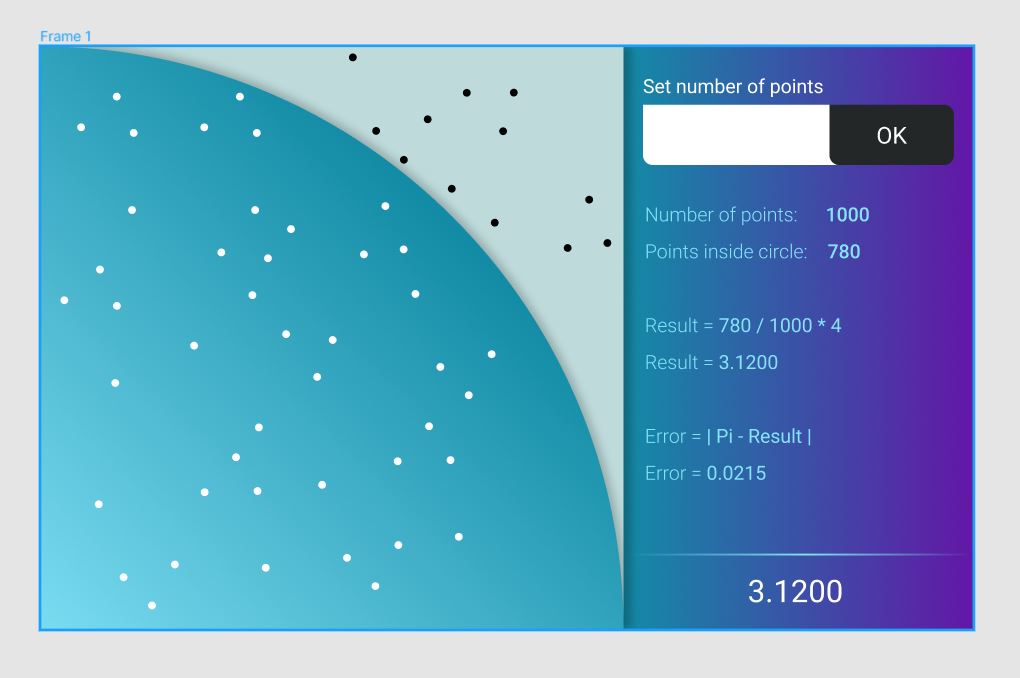 Frame 1
Set number of points
OK
Number of points: 1000
Points inside circle: 780
Result = 780 / 1000 * 4
Result = 3.1200
Error = | Pi - Result |
Error = 0.0215
3.1200